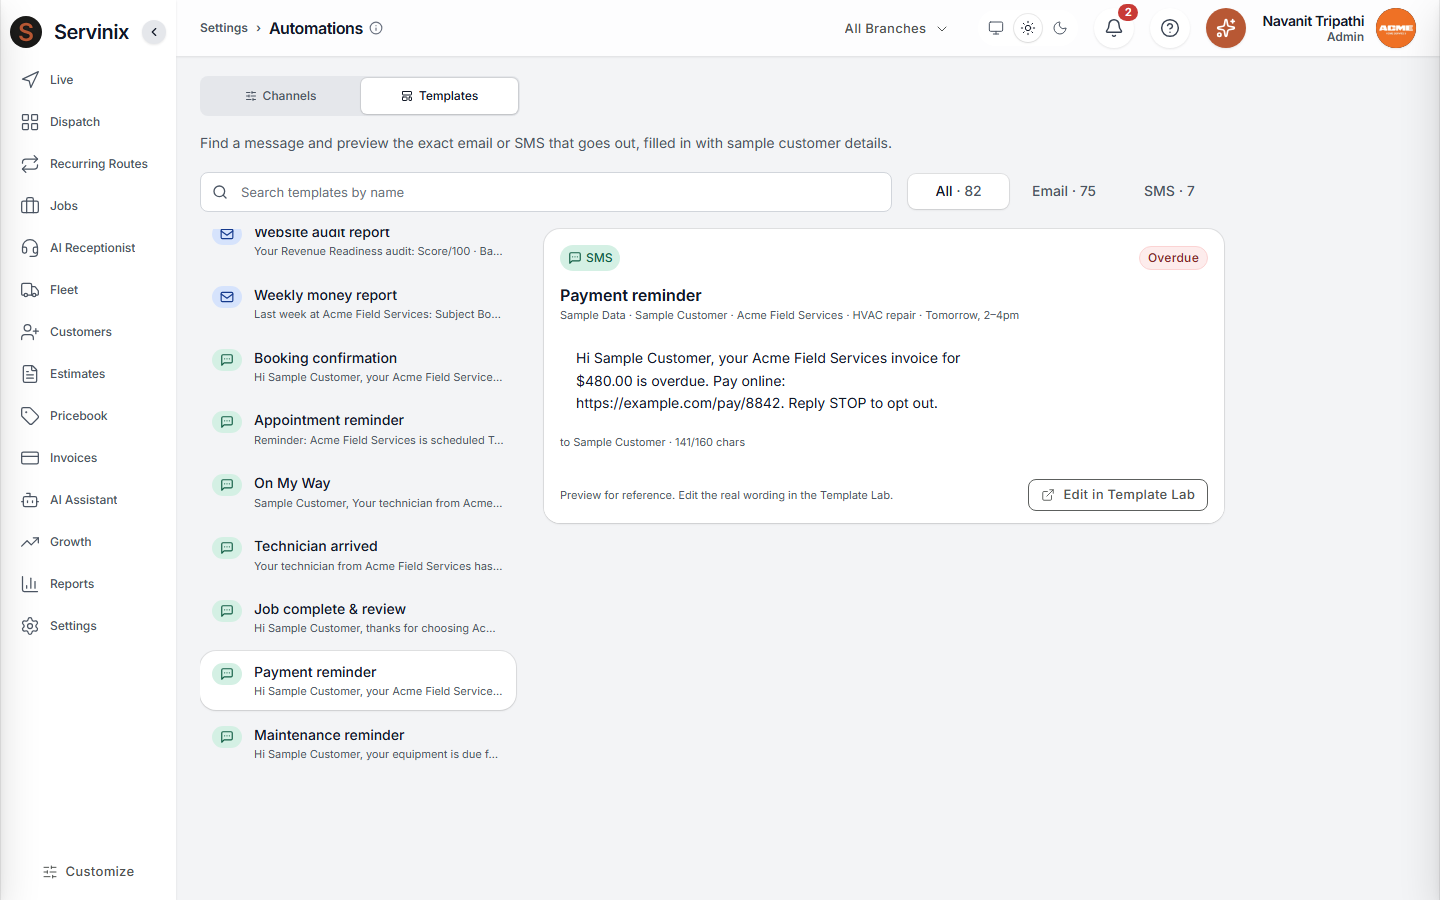 S Servinix
Settings › Automations
All Branches
2
Navanit Tripathi
Admin
ACME
Live
Dispatch
Recurring Routes
Jobs
AI Receptionist
Fleet
Customers
Estimates
Pricebook
Invoices
AI Assistant
Growth
Reports
Settings
Customize
Channels
Templates
Find a message and preview the exact email or SMS that goes out, filled in with sample customer details.
Search templates by name
All · 82
Email · 75
SMS · 7
Website audit report
Your Revenue Readiness audit: Score/100 · Ba...
Weekly money report
Last week at Acme Field Services: Subject Bo...
Booking confirmation
Hi Sample Customer, your Acme Field Service...
Appointment reminder
Reminder: Acme Field Services is scheduled T...
On My Way
Sample Customer, Your technician from Acme...
Technician arrived
Your technician from Acme Field Services has...
Job complete & review
Hi Sample Customer, thanks for choosing Ac...
Payment reminder
Hi Sample Customer, your Acme Field Service...
Maintenance reminder
Hi Sample Customer, your equipment is due f...
SMS
Overdue
Payment reminder
Sample Data · Sample Customer · Acme Field Services · HVAC repair · Tomorrow, 2–4pm
Hi Sample Customer, your Acme Field Services invoice for
$480.00 is overdue. Pay online:
https://example.com/pay/8842. Reply STOP to opt out.
to Sample Customer · 141/160 chars
Preview for reference. Edit the real wording in the Template Lab.
Edit in Template Lab